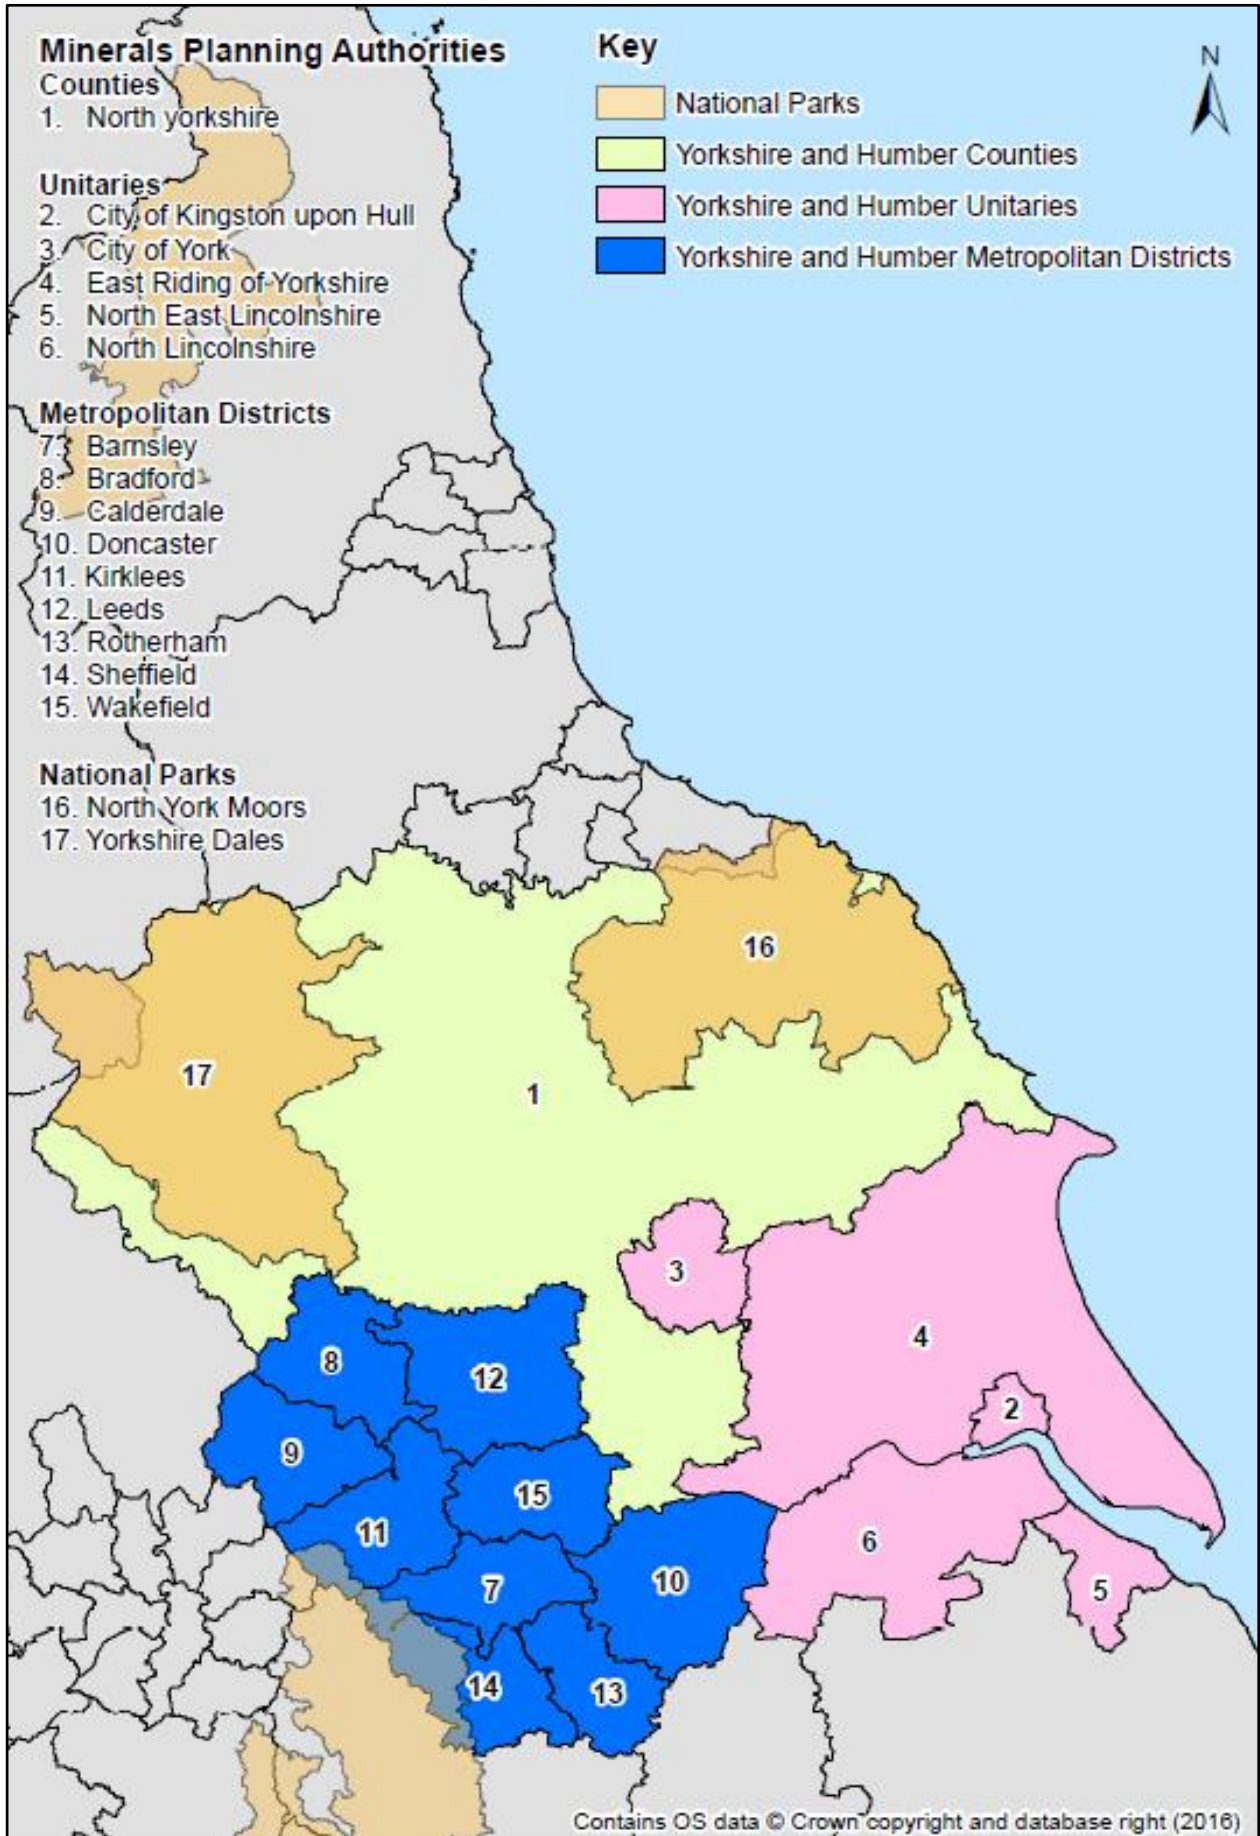 Minerals Planning Authorities
Counties
1. North yorkshire
Unitaries
2. City of Kingston upon Hull
3. City of York
4. East Riding of Yorkshire
5. North East Lincolnshire
6. North Lincolnshire
Metropolitan Districts
7. Barnsley
8. Bradford
9. Calderdale
10. Doncaster
11. Kirklees
12. Leeds
13. Rotherham
14. Sheffield
15. Wakefield
National Parks
16. North York Moors
17. Yorkshire Dales
Key
National Parks
Yorkshire and Humber Counties
Yorkshire and Humber Unitaries
Yorkshire and Humber Metropolitan Districts
N
16
17
1
3
4
8
12
2
9
15
11
6
7
10
5
14
13
Contains OS data © Crown copyright and database right (2016)